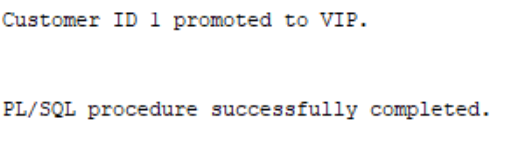 Customer ID 1 promoted to VIP.
PL/SQL procedure successfully completed.